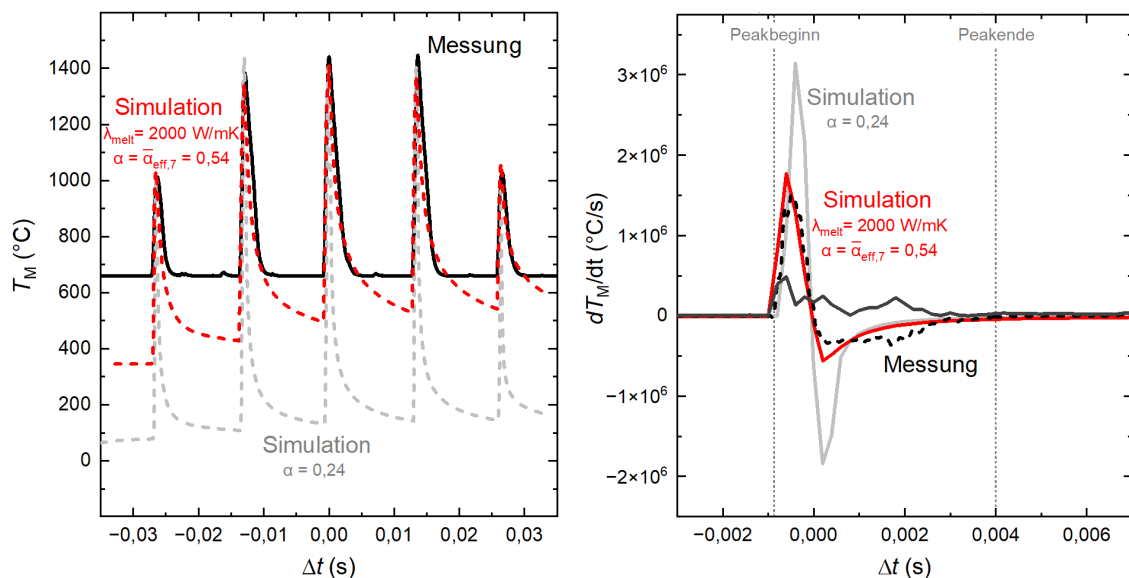 Messung
Simulation
λmelt= 2000 W/mK
α = α̅eff,7 = 0,54
Simulation
α = 0,24
TM (°C)
1400
1200
1000
800
600
400
200
0
−0,03
−0,02
−0,01
0,00
0,01
0,02
0,03
Δt (s)
Peakbeginn
Peakende
Simulation
α = 0,24
Simulation
λmelt= 2000 W/mK
α = α̅eff,7 = 0,54
Messung
dTM/dt (°C/s)
3×10⁶
2×10⁶
1×10⁶
0
−1×10⁶
−2×10⁶
−0,002
0,000
0,002
0,004
0,006
Δt (s)